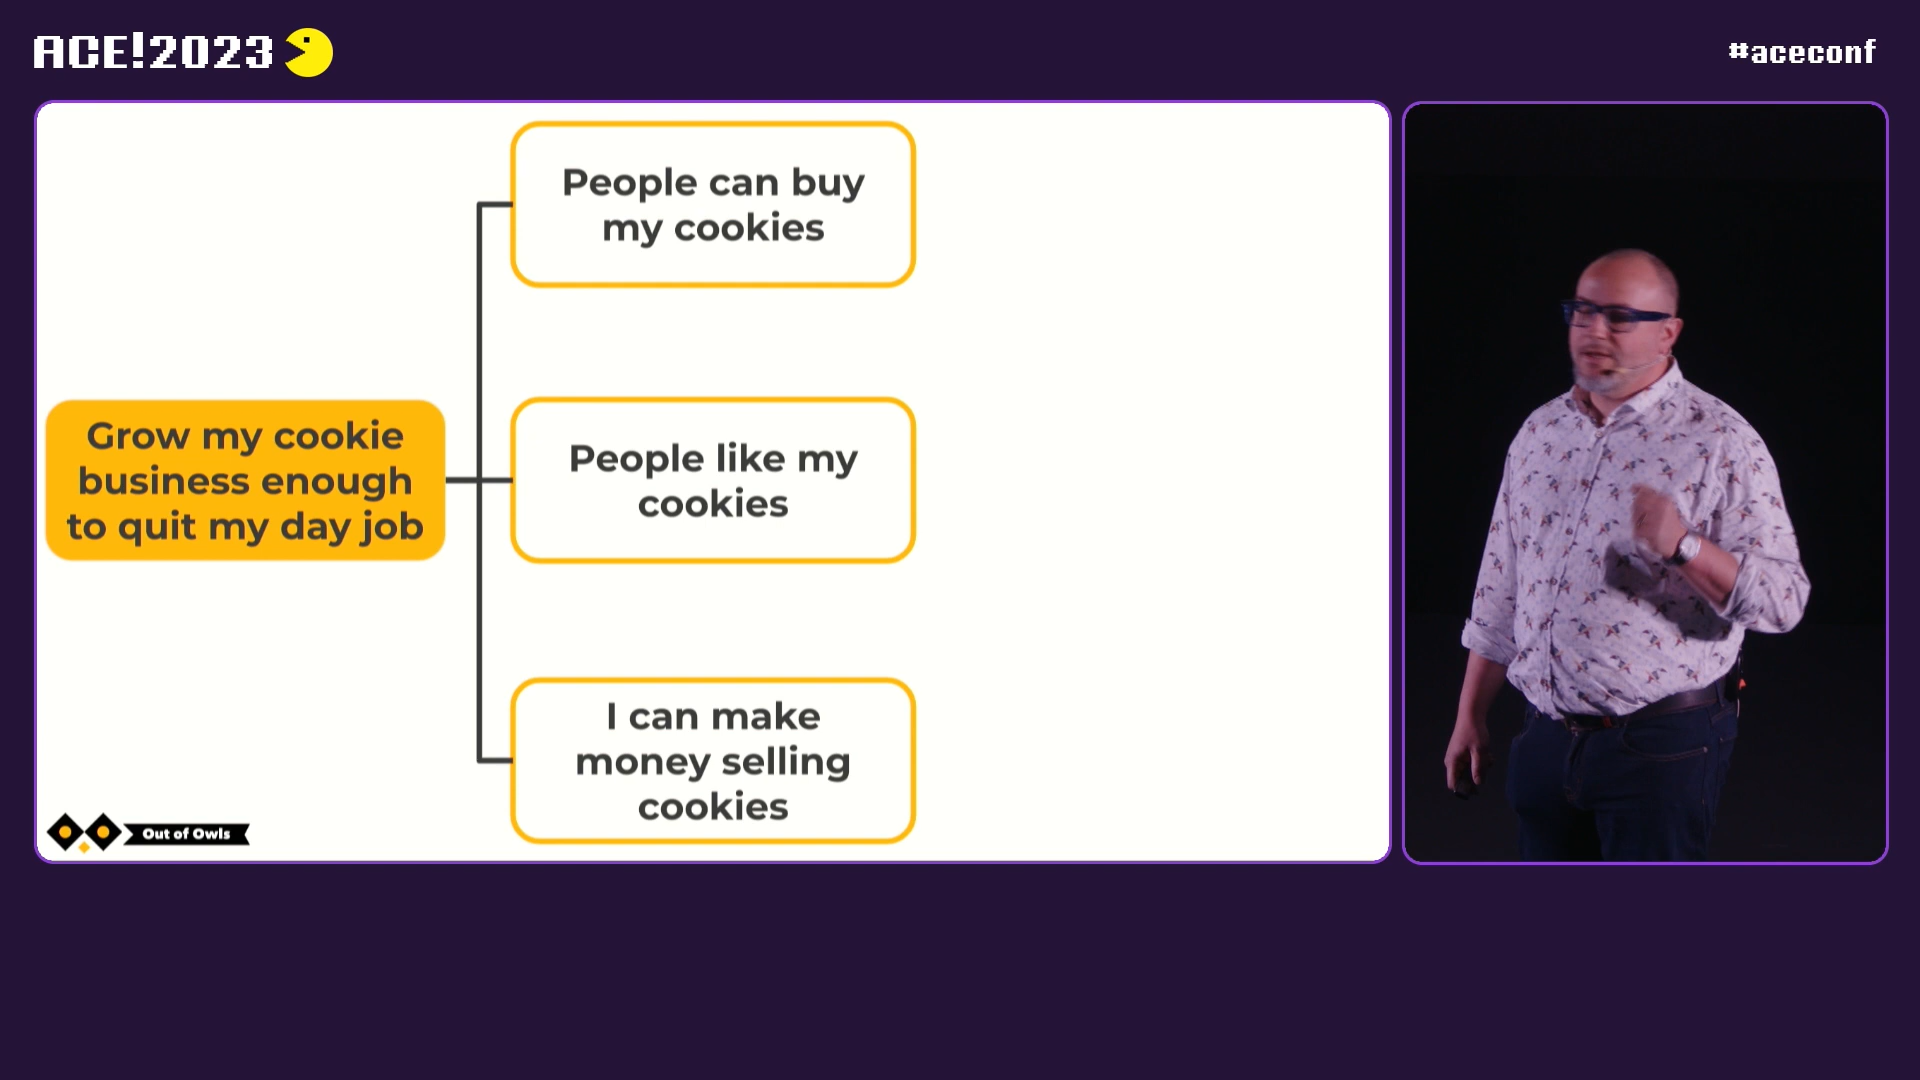 ACE!2023
#aceconf
People can buy
my cookies
People like my
cookies
Grow my cookie
business enough
to quit my day job
I can make
money selling
cookies
Out of Owls